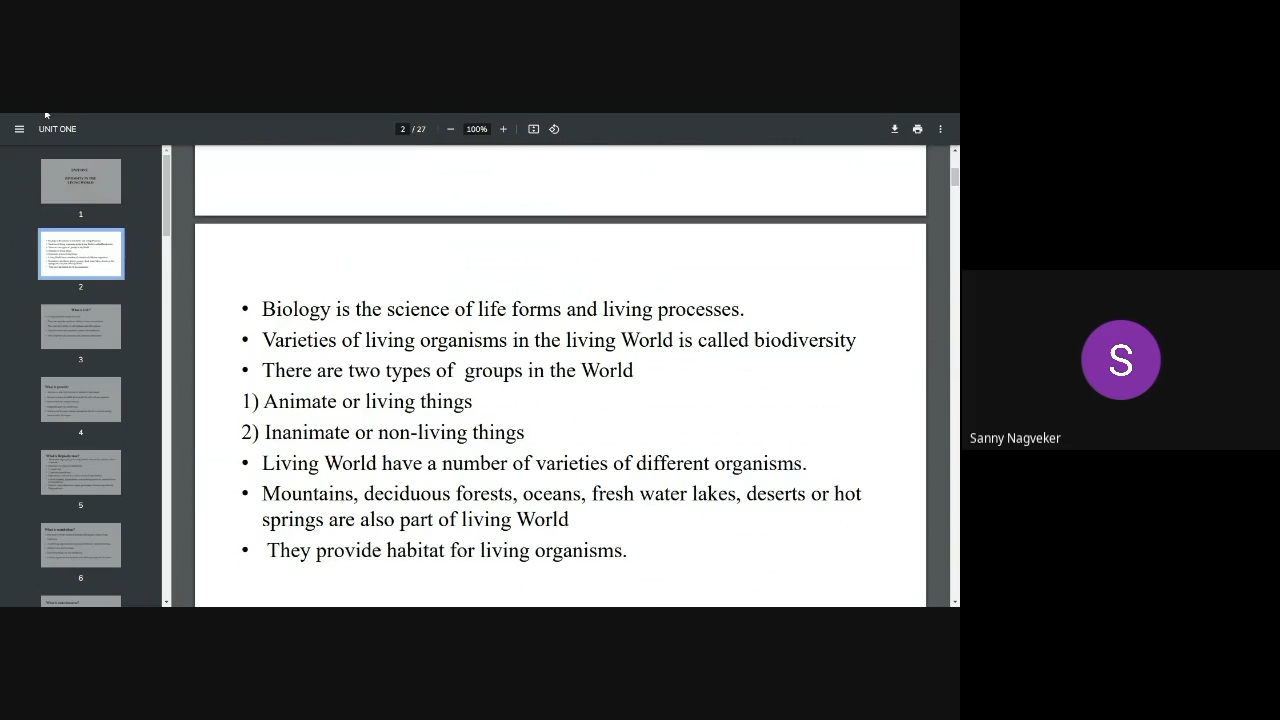 UNIT ONE
2 / 27
100%
1
2
What is growth?
3
4
5
6
• Biology is the science of life forms and living processes.
• Varieties of living organisms in the living World is called biodiversity
• There are two types of  groups in the World
1) Animate or living things
2) Inanimate or non-living things
• Living World have a number of varieties of different organisms.
• Mountains, deciduous forests, oceans, fresh water lakes, deserts or hot
springs are also part of living World
•  They provide habitat for living organisms.
S
Sanny Nagveker